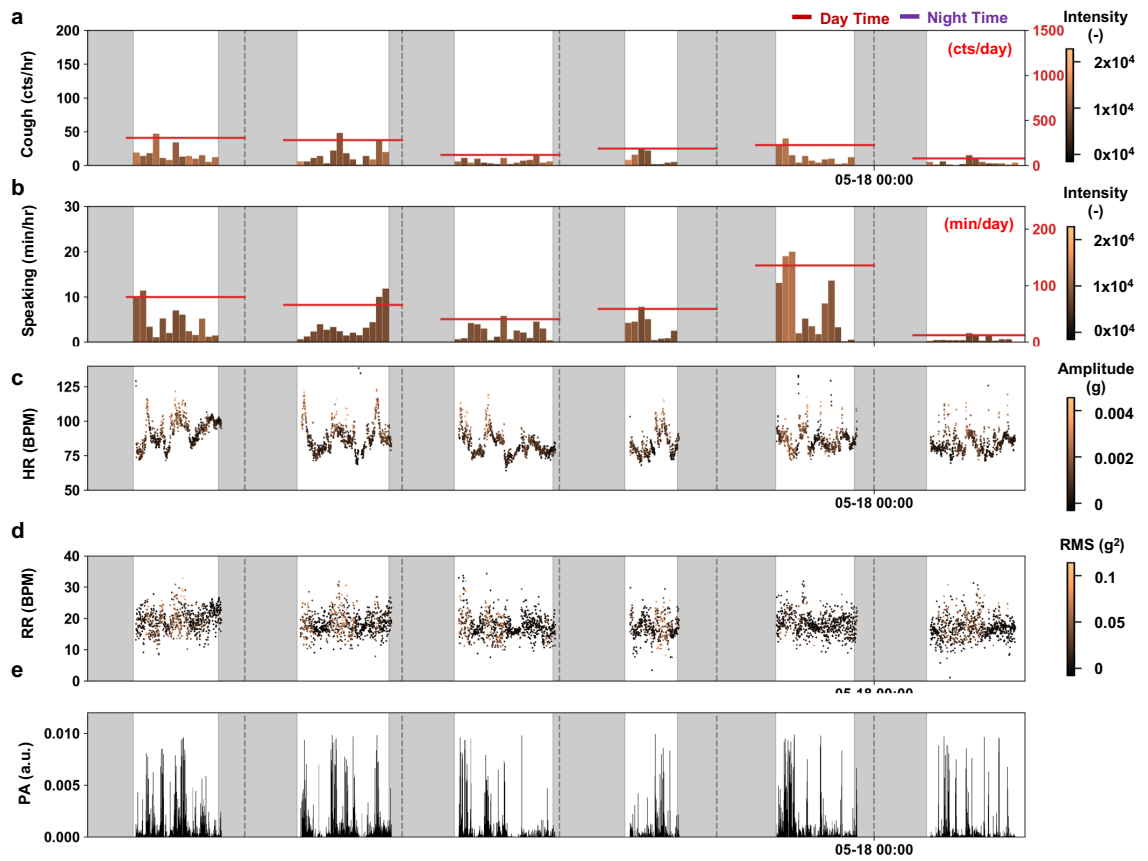 a
Day Time
Night Time
Intensity
(-)
200
150
100
50
0
Cough (cts/hr)
(cts/day)
1500
1000
500
0
2x10⁴
1x10⁴
0x10⁴
05-18 00:00
b
30
20
10
0
Speaking (min/hr)
(min/day)
200
100
0
Intensity
(-)
2x10⁴
1x10⁴
0x10⁴
c
125
100
75
50
HR (BPM)
05-18 00:00
Amplitude
(g)
0.004
0.002
0
d
40
30
20
10
0
RR (BPM)
05-18 00:00
RMS (g²)
0.1
0.05
0
e
0.010
0.005
0.000
PA (a.u.)
05-18 00:00